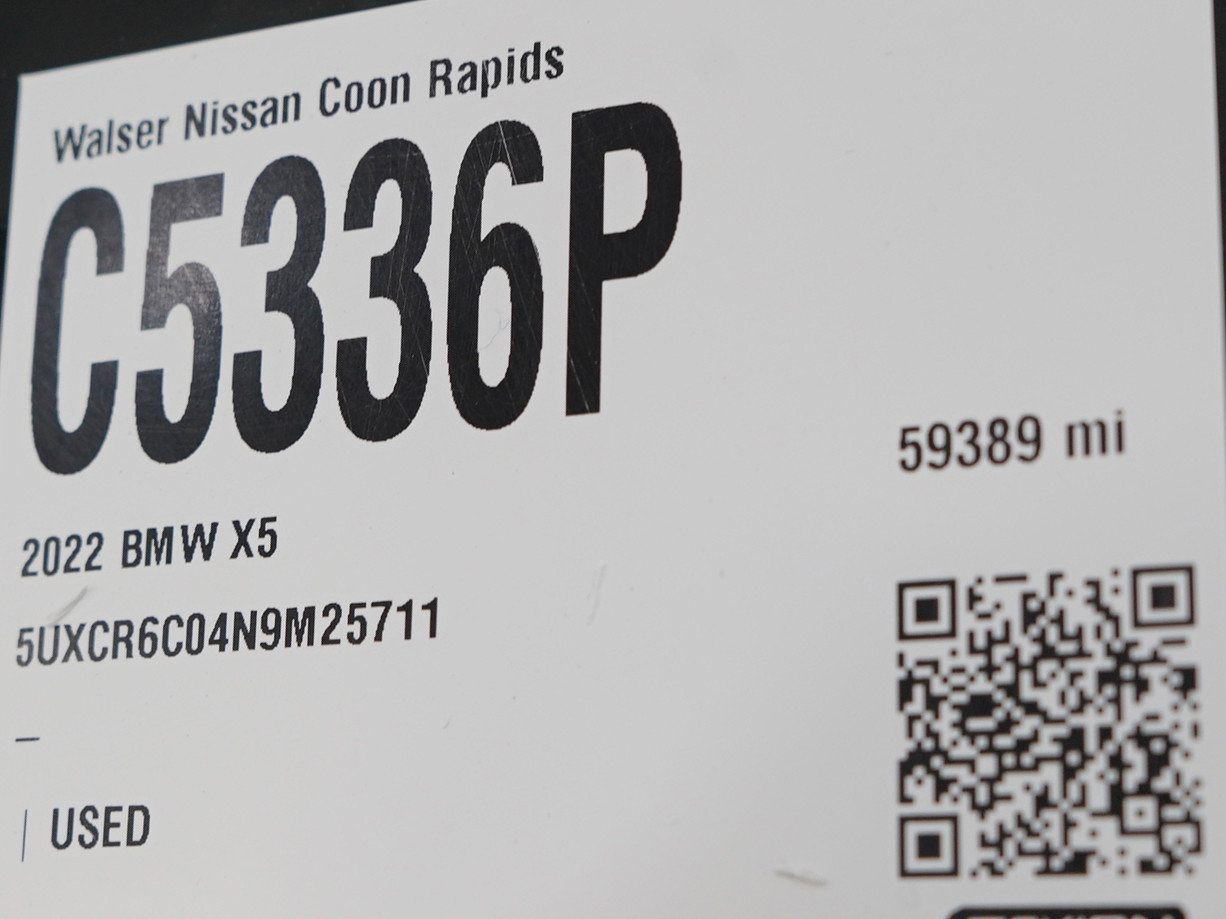 Walser Nissan Coon Rapids
C5336P
59389 mi
2022 BMW X5
5UXCR6C04N9M25711
–
| USED